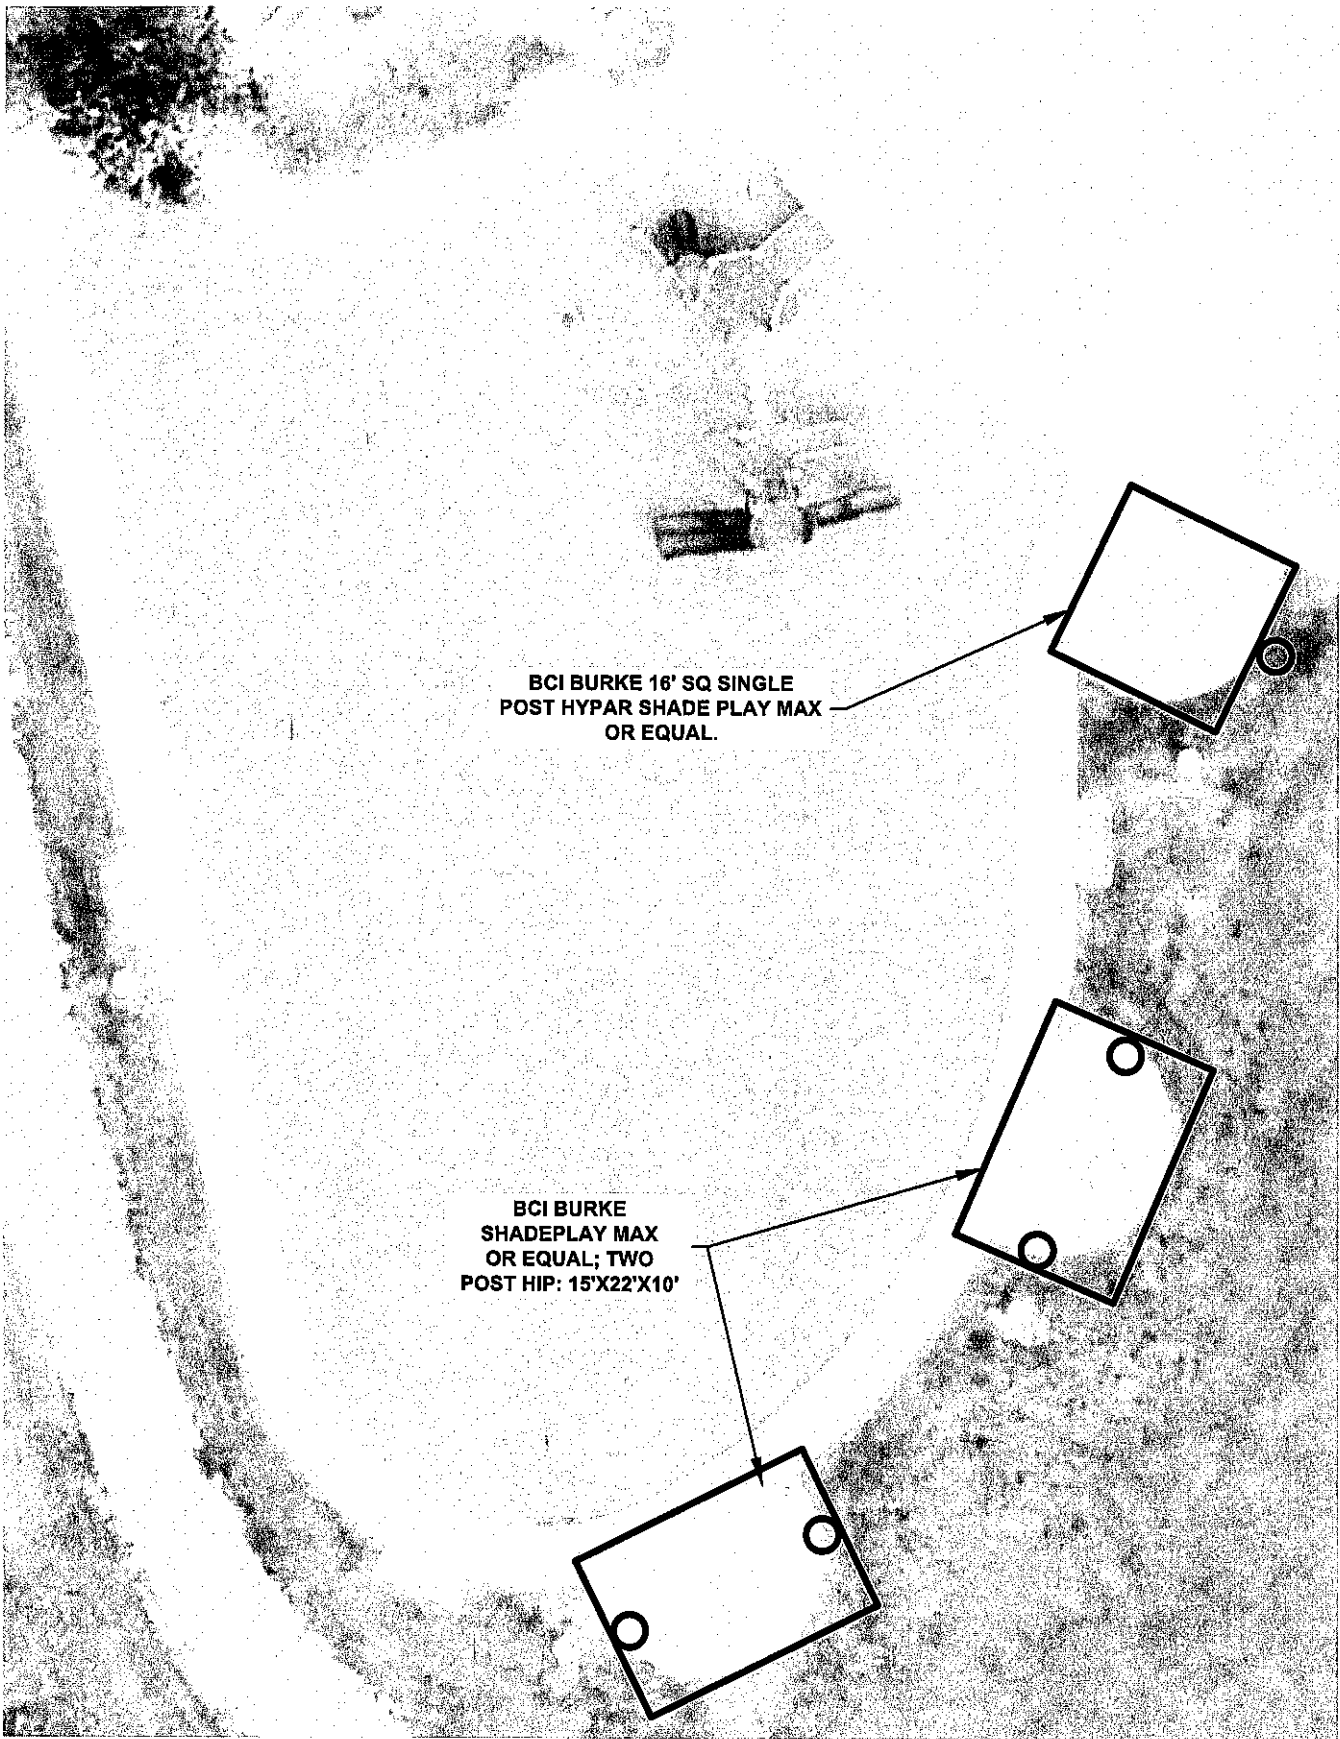 BCI BURKE 16' SQ SINGLE
POST HYPAR SHADE PLAY MAX
OR EQUAL.
BCI BURKE
SHADEPLAY MAX
OR EQUAL; TWO
POST HIP: 15'X22'X10'